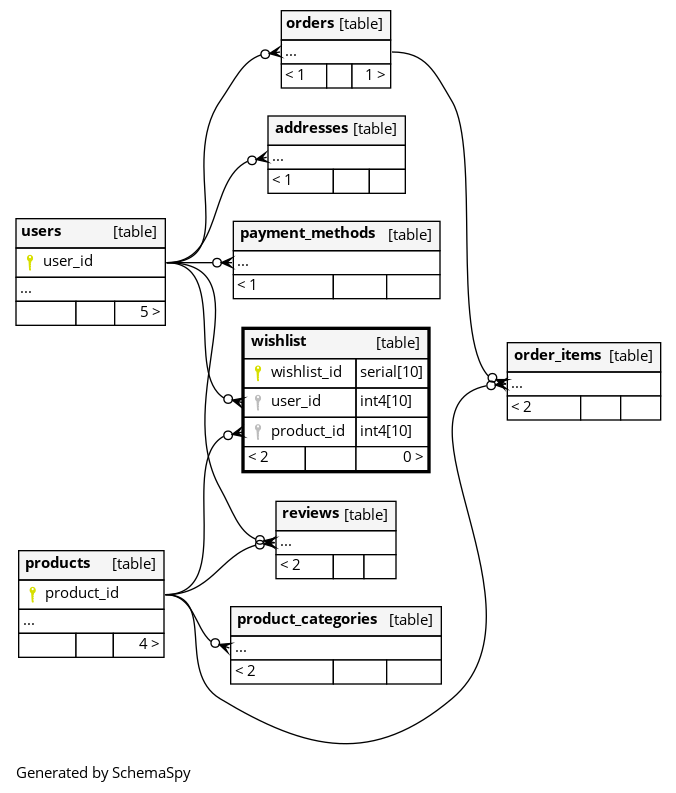 orders [table]
...
< 1 1 >
addresses [table]
...
< 1
users [table]
user_id
...
5 >
payment_methods [table]
...
< 1
wishlist [table]
wishlist_id serial[10]
user_id int4[10]
product_id int4[10]
< 2 0 >
order_items [table]
...
< 2
reviews [table]
...
< 2
products [table]
product_id
...
4 >
product_categories [table]
...
< 2
Generated by SchemaSpy